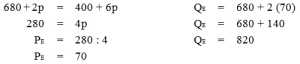 680+2p = 400 + 6p
280 = 4p
PE = 280 : 4
PE = 70
QE = 680 + 2 (70)
QE = 680 + 140
QE = 820